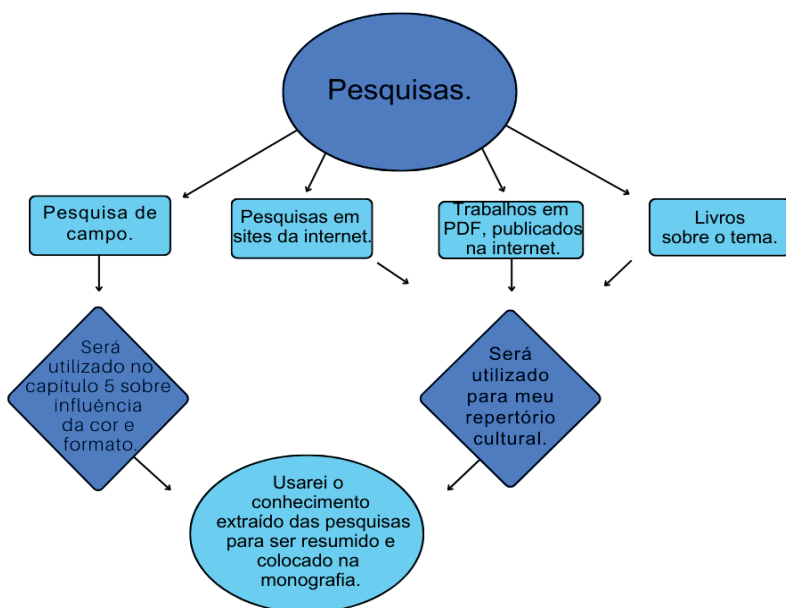 Pesquisas.
Pesquisa de
campo.
Pesquisas em
sites da internet.
Trabalhos em
PDF, publicados
na internet.
Livros
sobre o tema.
Será
utilizado no
capítulo 5 sobre
influência
da cor e
formato.
Será
utilizado
para meu
repertório
cultural.
Usarei o
conhecimento
extraído das pesquisas
para ser resumido e
colocado na
monografia.